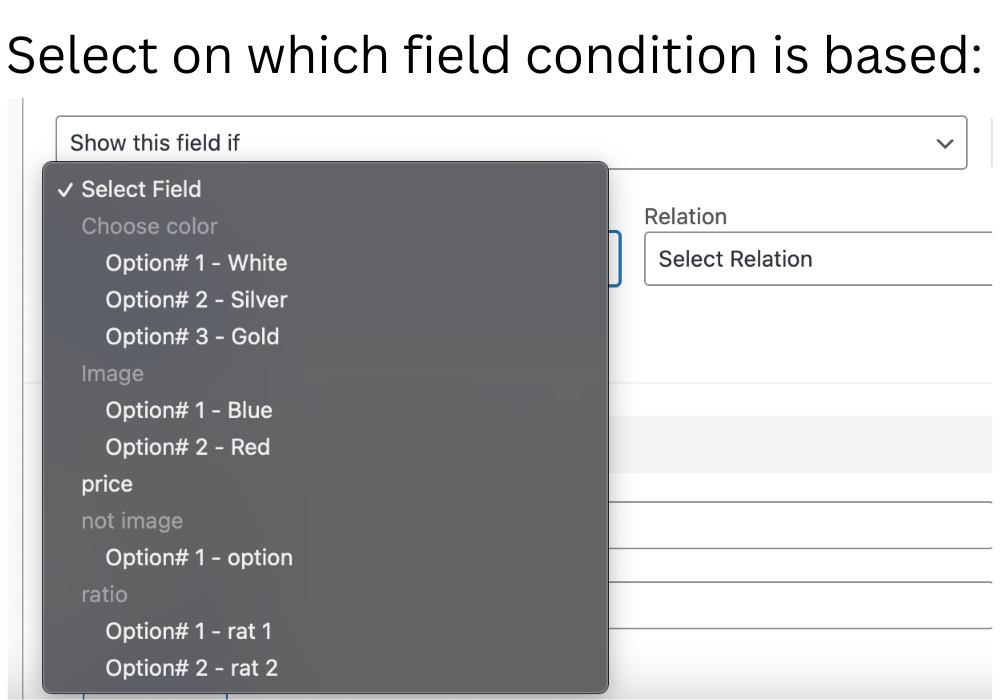 Select on which field condition is based:
Show this field if
✓ Select Field
Choose color
Option# 1 - White
Option# 2 - Silver
Option# 3 - Gold
Image
Option# 1 - Blue
Option# 2 - Red
price
not image
Option# 1 - option
ratio
Option# 1 - rat 1
Option# 2 - rat 2
Relation
Select Relation